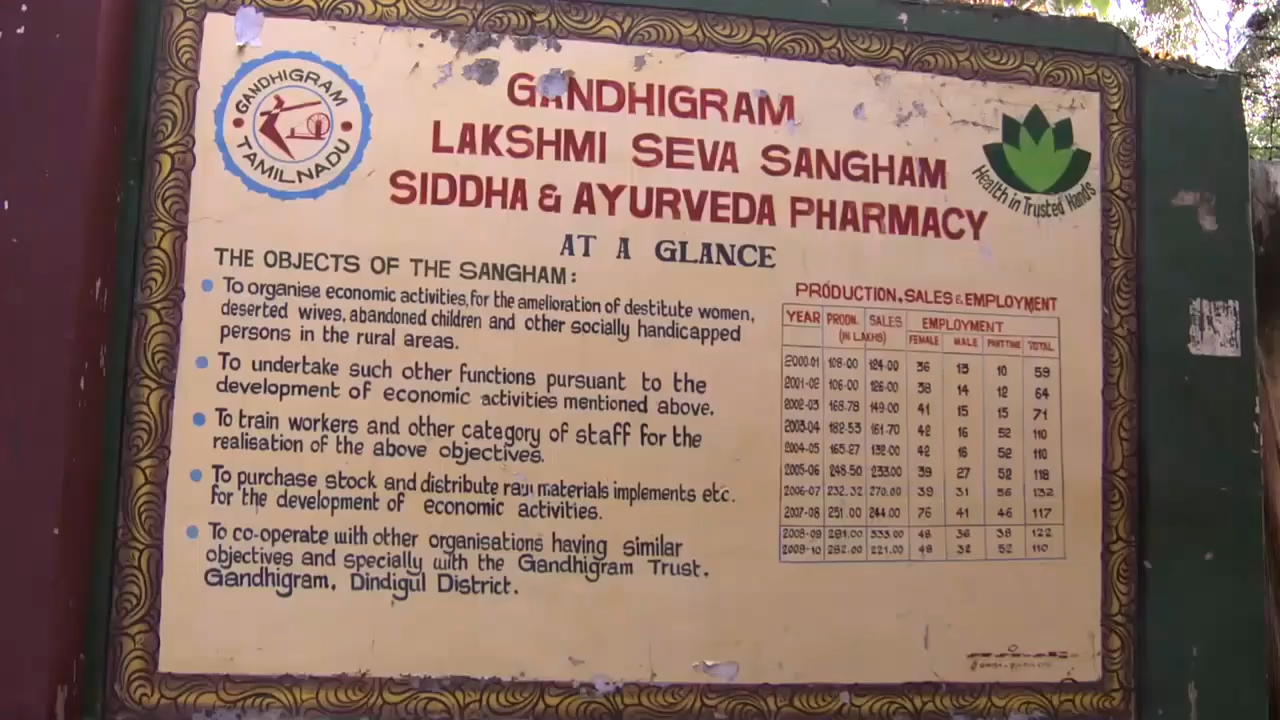 GANDHIGRAM
TAMILNADU
GANDHIGRAM
LAKSHMI SEVA SANGHAM
SIDDHA & AYURVEDA PHARMACY
Health in Trusted Hands
AT A GLANCE
THE OBJECTS OF THE SANGHAM:
To organise economic activities, for the amelioration of destitute women,
deserted wives, abandoned children and other socially handicapped
persons in the rural areas.
To undertake such other functions pursuant to the
development of economic activities mentioned above.
To train workers and other category of staff for the
realisation of the above objectives.
To purchase stock and distribute raw materials implements etc.
for the development of economic activities.
To co-operate with other organisations having similar
objectives and specially with the Gandhigram Trust.
Gandhigram, Dindigul District.
PRODUCTION, SALES & EMPLOYMENT
YEAR PRODN. SALES EMPLOYMENT
(IN LAKHS) FEMALE MALE PART TIME TOTAL
2000-01 108-00 124-00 36 13 10 59
2001-02 106-00 126-00 38 14 12 64
2002-03 168-78 149-00 41 15 15 71
2003-04 182-53 161-70 42 16 52 110
2004-05 165-27 132-00 42 16 52 110
2005-06 248-50 233.00 39 27 52 118
2006-07 232.32 270.00 39 31 56 132
2007-08 251.00 244.00 76 41 46 117
2008-09 291.00 333.00 48 36 38 122
2009-10 282.00 221.00 48 32 52 110